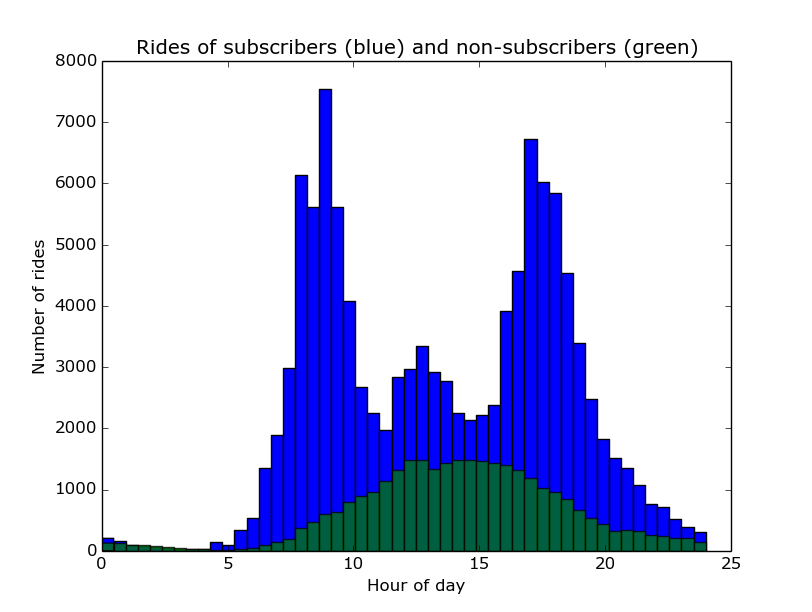 Rides of subscribers (blue) and non-subscribers (green)
8000
7000
6000
5000
4000
3000
2000
1000
0
Number of rides
0 5 10 15 20 25
Hour of day